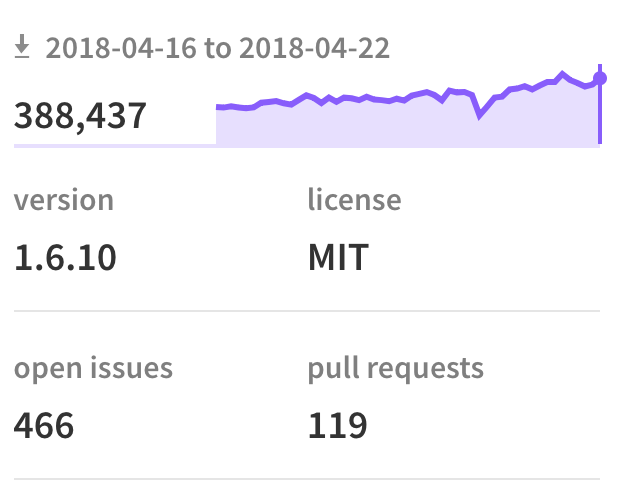 2018-04-16 to 2018-04-22
388,437
version
license
1.6.10
MIT
open issues
pull requests
466
119